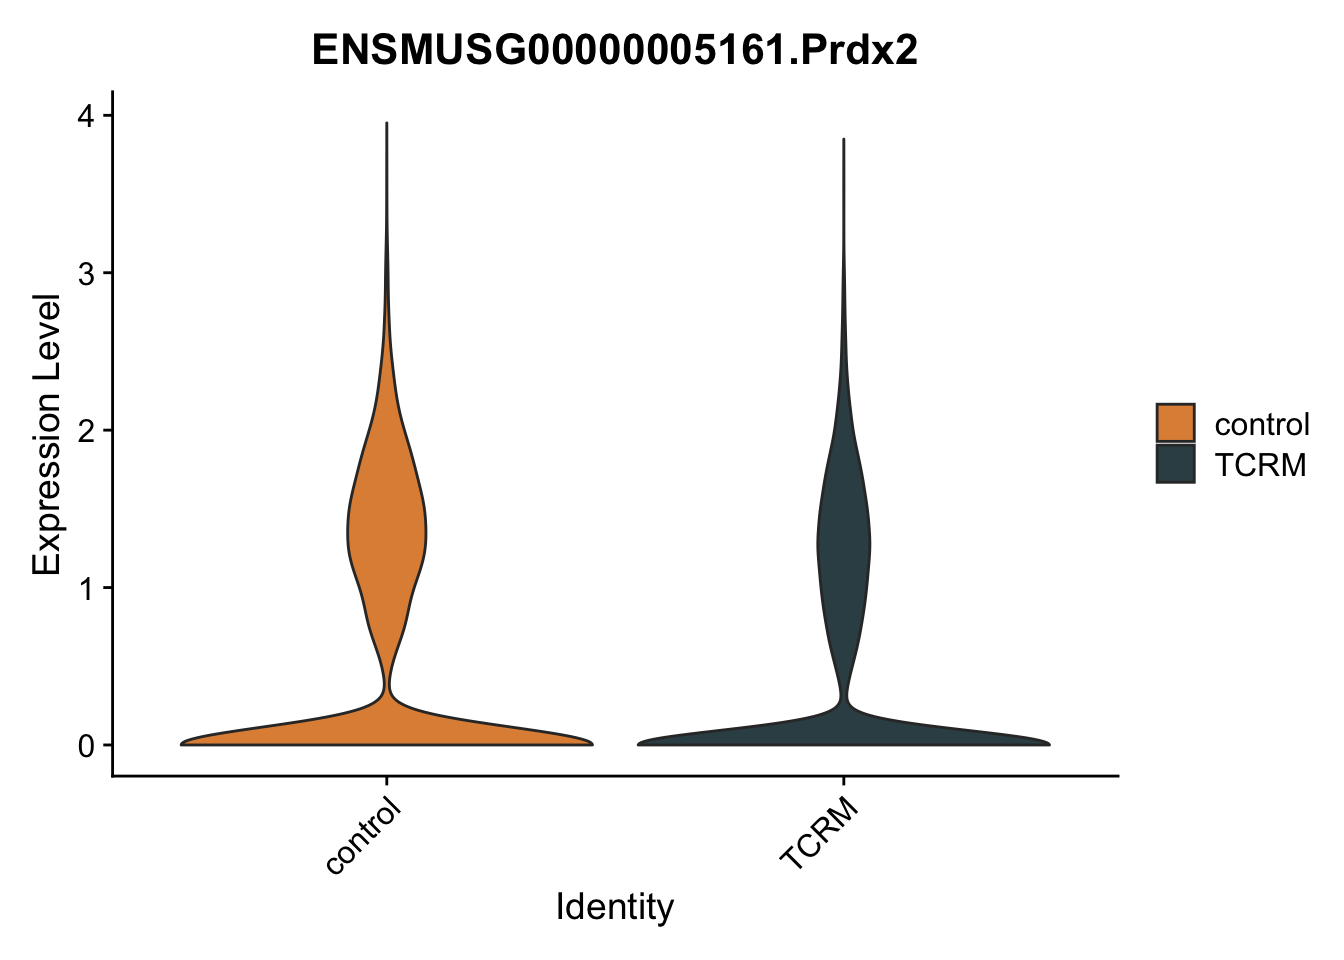 ENSMUSG00000005161.Prdx2
Expression Level
4
3
2
1
0
control
TCRM
Identity
control
TCRM